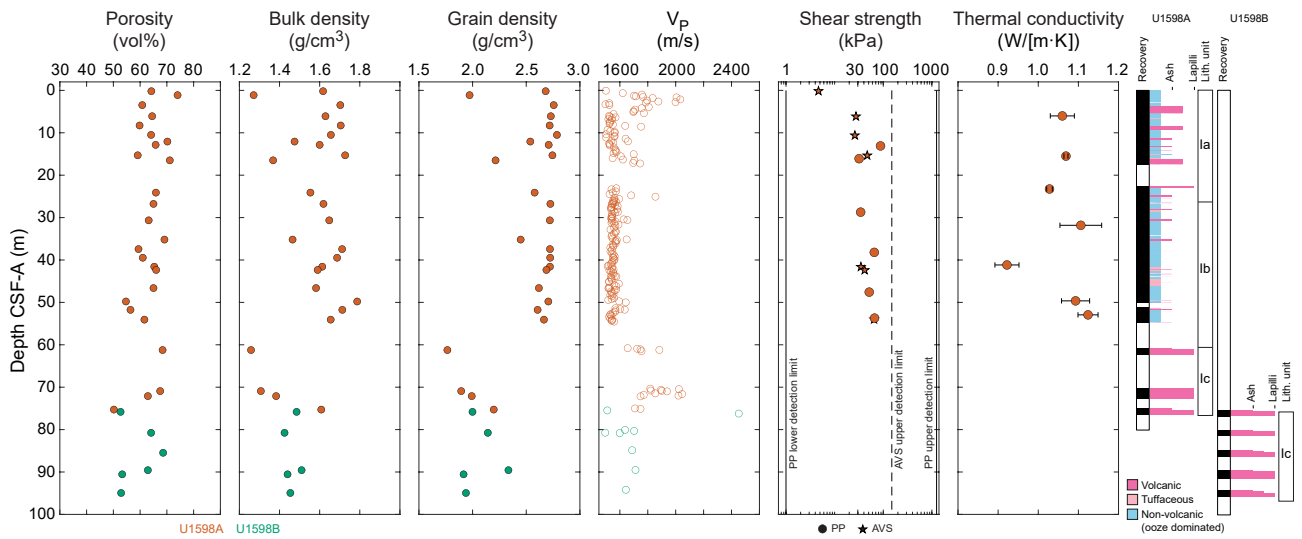 Porosity
(vol%)
Bulk density
(g/cm³)
Grain density
(g/cm³)
VP
(m/s)
Shear strength
(kPa)
Thermal conductivity
(W/[m·K])
U1598A
U1598B
Recovery
Ash
Lapilli
Lith. unit
Recovery
30 40 50 60 70 80
1.2 1.4 1.6 1.8
1.5 2.0 2.5 3.0
1600 2000 2400
1 30 100 1000
0.9 1.0 1.1 1.2
Depth CSF-A (m)
0
10
20
30
40
50
60
70
80
90
100
PP lower detection limit
AVS upper detection limit
PP upper detection limit
Ia
Ib
Ic
Ash
Lapilli
Lith. unit
Ic
Volcanic
Tuffaceous
Non-volcanic
(ooze dominated)
U1598A U1598B
PP AVS